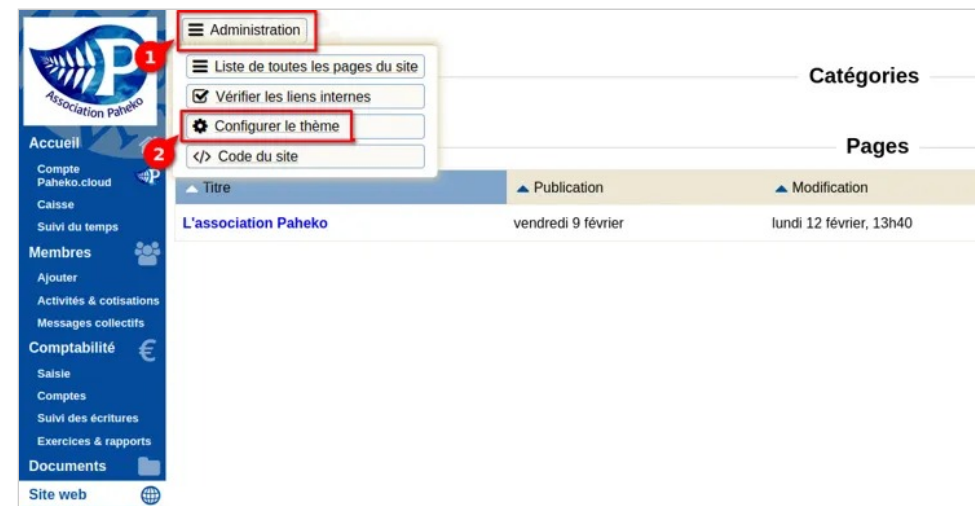 P
Association Paheko
Accueil
Compte
Paheko.cloud
P
Caisse
Suivi du temps
Membres
Ajouter
Activités & cotisations
Messages collectifs
Comptabilité
€
Saisie
Comptes
Suivi des écritures
Exercices & rapports
Documents
Site web
1
Administration
Liste de toutes les pages du site
Vérifier les liens internes
2
Configurer le thème
</> Code du site
Catégories
Pages
Titre
Publication
Modification
L'association Paheko
vendredi 9 février
lundi 12 février, 13h40